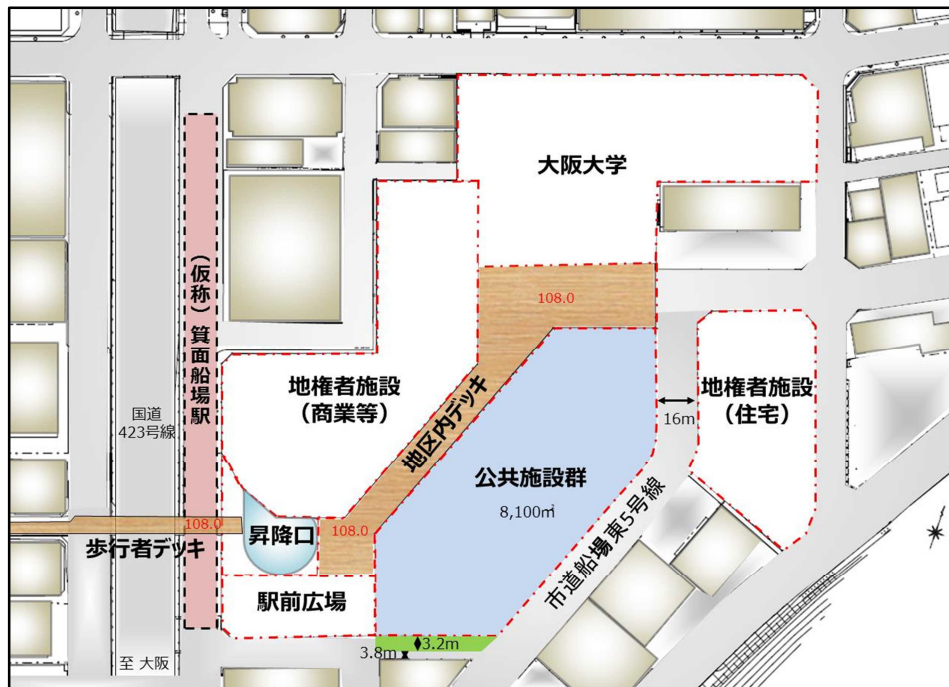 大阪大学
108.0
(仮称)箕面船場駅
地権者施設
(商業等)
地区内デッキ
地権者施設
(住宅)
16m
国道
423号線
公共施設群
8,100㎡
108.0
歩行者デッキ
昇降口
108.0
市道船場東5号線
駅前広場
3.2m
3.8m
至 大阪